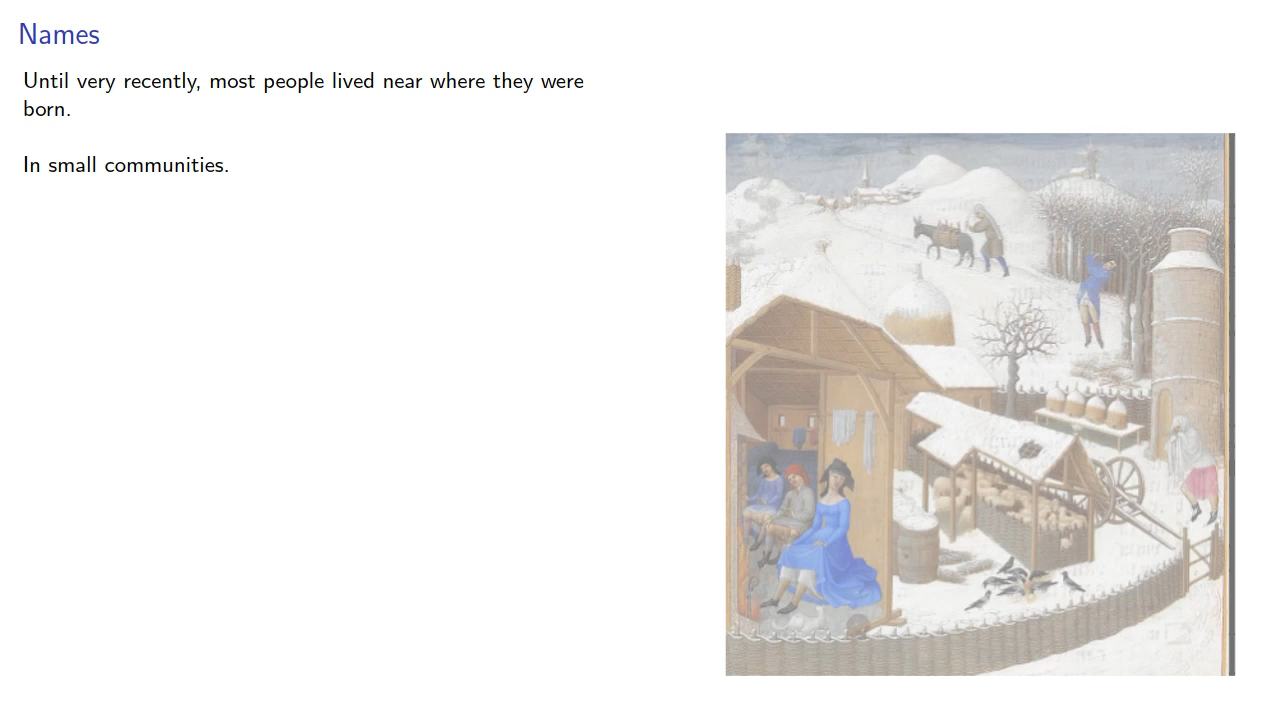 Names
Until very recently, most people lived near where they were
born.
In small communities.